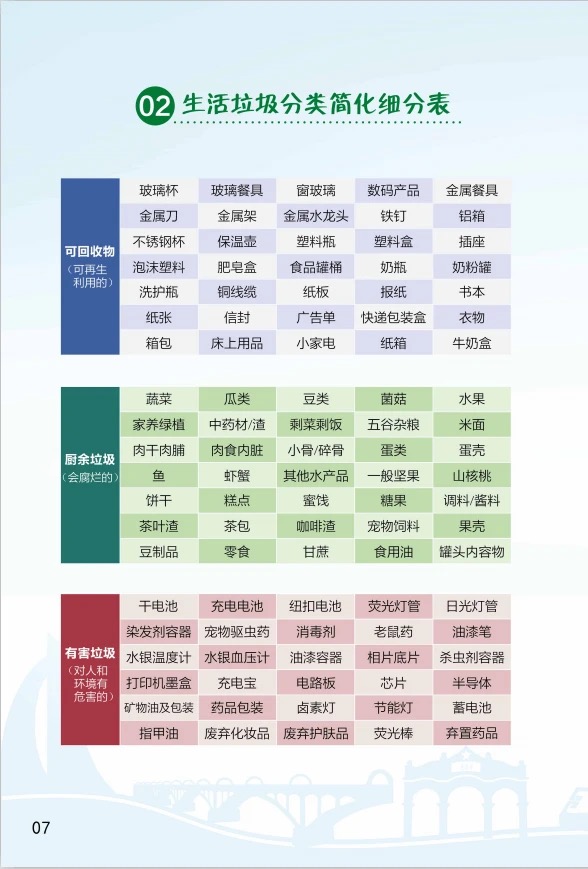 02 生活垃圾分类简化细分表
可回收物
（可再生
利用的）
玻璃杯 玻璃餐具 窗玻璃 数码产品 金属餐具
金属刀 金属架 金属水龙头 铁钉 铝箱
不锈钢杯 保温壶 塑料瓶 塑料盒 插座
泡沫塑料 肥皂盒 食品罐桶 奶瓶 奶粉罐
洗护瓶 铜线缆 纸板 报纸 书本
纸张 信封 广告单 快递包装盒 衣物
箱包 床上用品 小家电 纸箱 牛奶盒
厨余垃圾
（会腐烂的）
蔬菜 瓜类 豆类 菌菇 水果
家养绿植 中药材/渣 剩菜剩饭 五谷杂粮 米面
肉干肉脯 肉食内脏 小骨/碎骨 蛋类 蛋壳
鱼 虾蟹 其他水产品 一般坚果 山核桃
饼干 糕点 蜜饯 糖果 调料/酱料
茶叶渣 茶包 咖啡渣 宠物饲料 果壳
豆制品 零食 甘蔗 食用油 罐头内容物
有害垃圾
（对人和
环境有
危害的）
干电池 充电电池 纽扣电池 荧光灯管 日光灯管
染发剂容器 宠物驱虫药 消毒剂 老鼠药 油漆笔
水银温度计 水银血压计 油漆容器 相片底片 杀虫剂容器
打印机墨盒 充电宝 电路板 芯片 半导体
矿物油及包装 药品包装 卤素灯 节能灯 蓄电池
指甲油 废弃化妆品 废弃护肤品 荧光棒 弃置药品
07